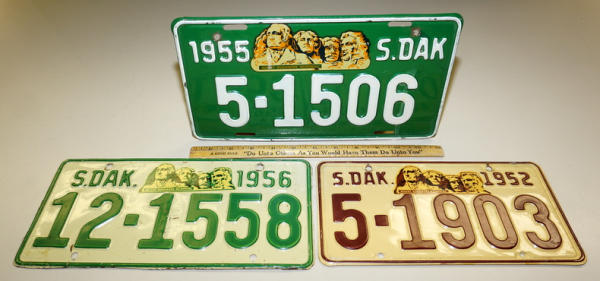 1955 S.DAK
5-1506
"Do Unto Others As You Would Have Them Do Unto You"
S.DAK. 1956
12-1558
S.DAK. 1952
5-1903